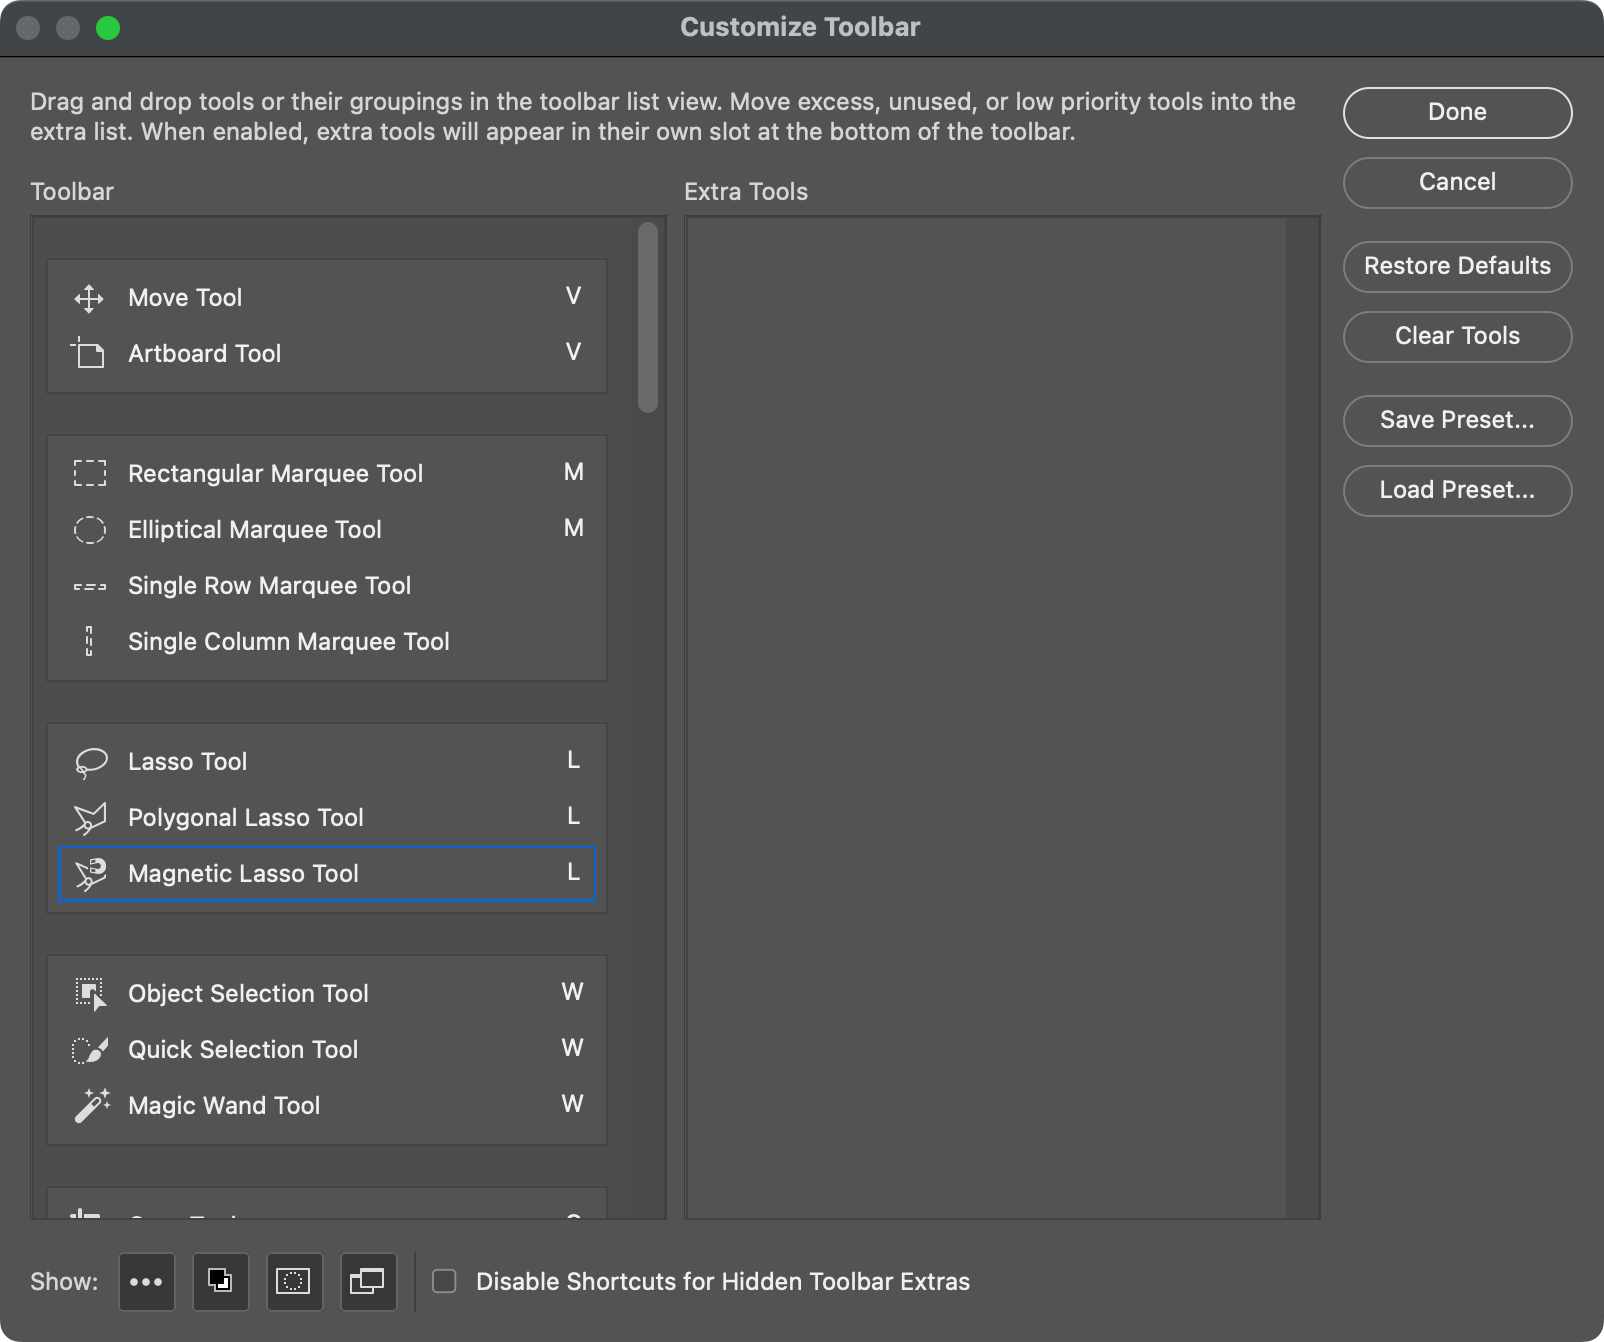 Customize Toolbar
Drag and drop tools or their groupings in the toolbar list view. Move excess, unused, or low priority tools into the
extra list. When enabled, extra tools will appear in their own slot at the bottom of the toolbar.
Done
Cancel
Restore Defaults
Clear Tools
Save Preset...
Load Preset...
Toolbar
Extra Tools
Move Tool V
Artboard Tool V
Rectangular Marquee Tool M
Elliptical Marquee Tool M
Single Row Marquee Tool
Single Column Marquee Tool
Lasso Tool L
Polygonal Lasso Tool L
Magnetic Lasso Tool L
Object Selection Tool W
Quick Selection Tool W
Magic Wand Tool W
Show:
Disable Shortcuts for Hidden Toolbar Extras